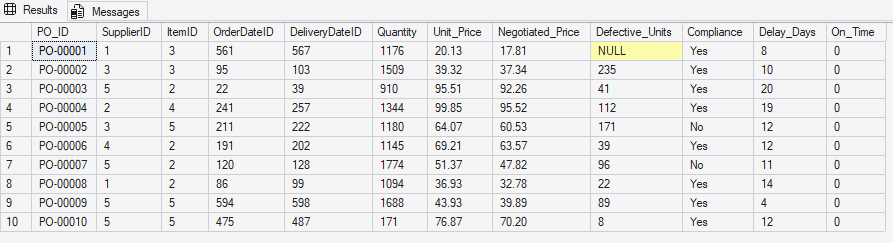 Results Messages
PO_ID SupplierID ItemID OrderDateID DeliveryDateID Quantity Unit_Price Negotiated_Price Defective_Units Compliance Delay_Days On_Time
1 PO-00001 1 3 561 567 1176 20.13 17.81 NULL Yes 8 0
2 PO-00002 3 3 95 103 1509 39.32 37.34 235 Yes 10 0
3 PO-00003 5 2 22 39 910 95.51 92.26 41 Yes 20 0
4 PO-00004 2 4 241 257 1344 99.85 95.52 112 Yes 19 0
5 PO-00005 3 5 211 222 1180 64.07 60.53 171 No 12 0
6 PO-00006 4 2 191 202 1145 69.21 63.57 39 Yes 12 0
7 PO-00007 5 2 120 128 1774 51.37 47.82 96 No 11 0
8 PO-00008 1 2 86 99 1094 36.93 32.78 22 Yes 14 0
9 PO-00009 5 5 594 598 1688 43.93 39.89 89 Yes 4 0
10 PO-00010 5 5 475 487 171 76.87 70.20 8 Yes 12 0